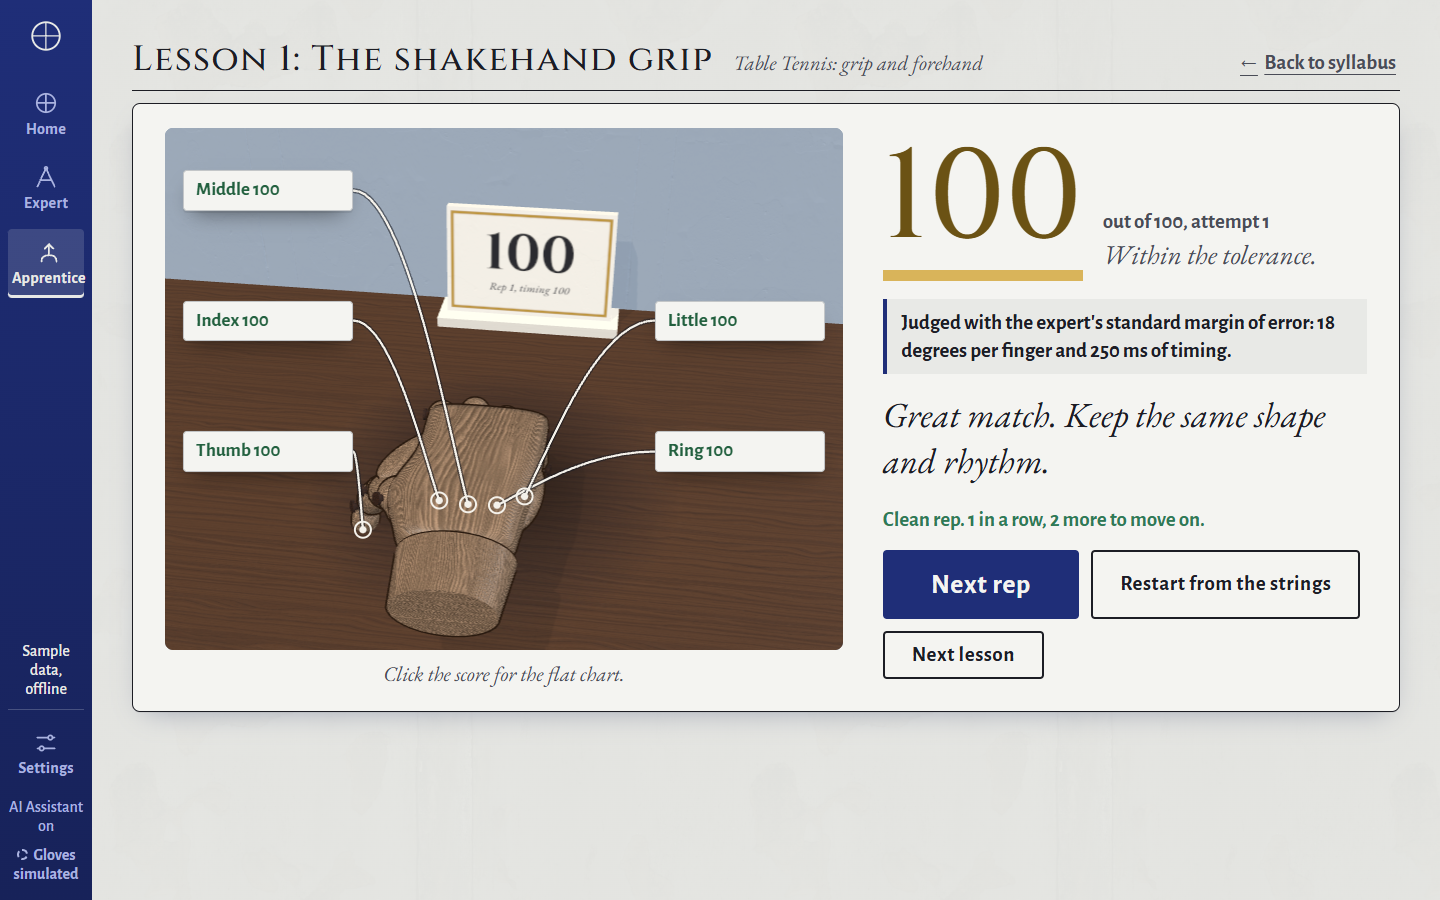 Lesson 1: The shakehand grip
Table Tennis: grip and forehand
← Back to syllabus
Home
Expert
Apprentice
Sample
data,
offline
Settings
AI Assistant
on
Gloves
simulated
Middle 100
Index 100
Thumb 100
Little 100
Ring 100
100
Rep 1, timing 100
Click the score for the flat chart.
100
out of 100, attempt 1
Within the tolerance.
Judged with the expert's standard margin of error: 18
degrees per finger and 250 ms of timing.
Great match. Keep the same shape
and rhythm.
Clean rep. 1 in a row, 2 more to move on.
Next rep
Restart from the strings
Next lesson